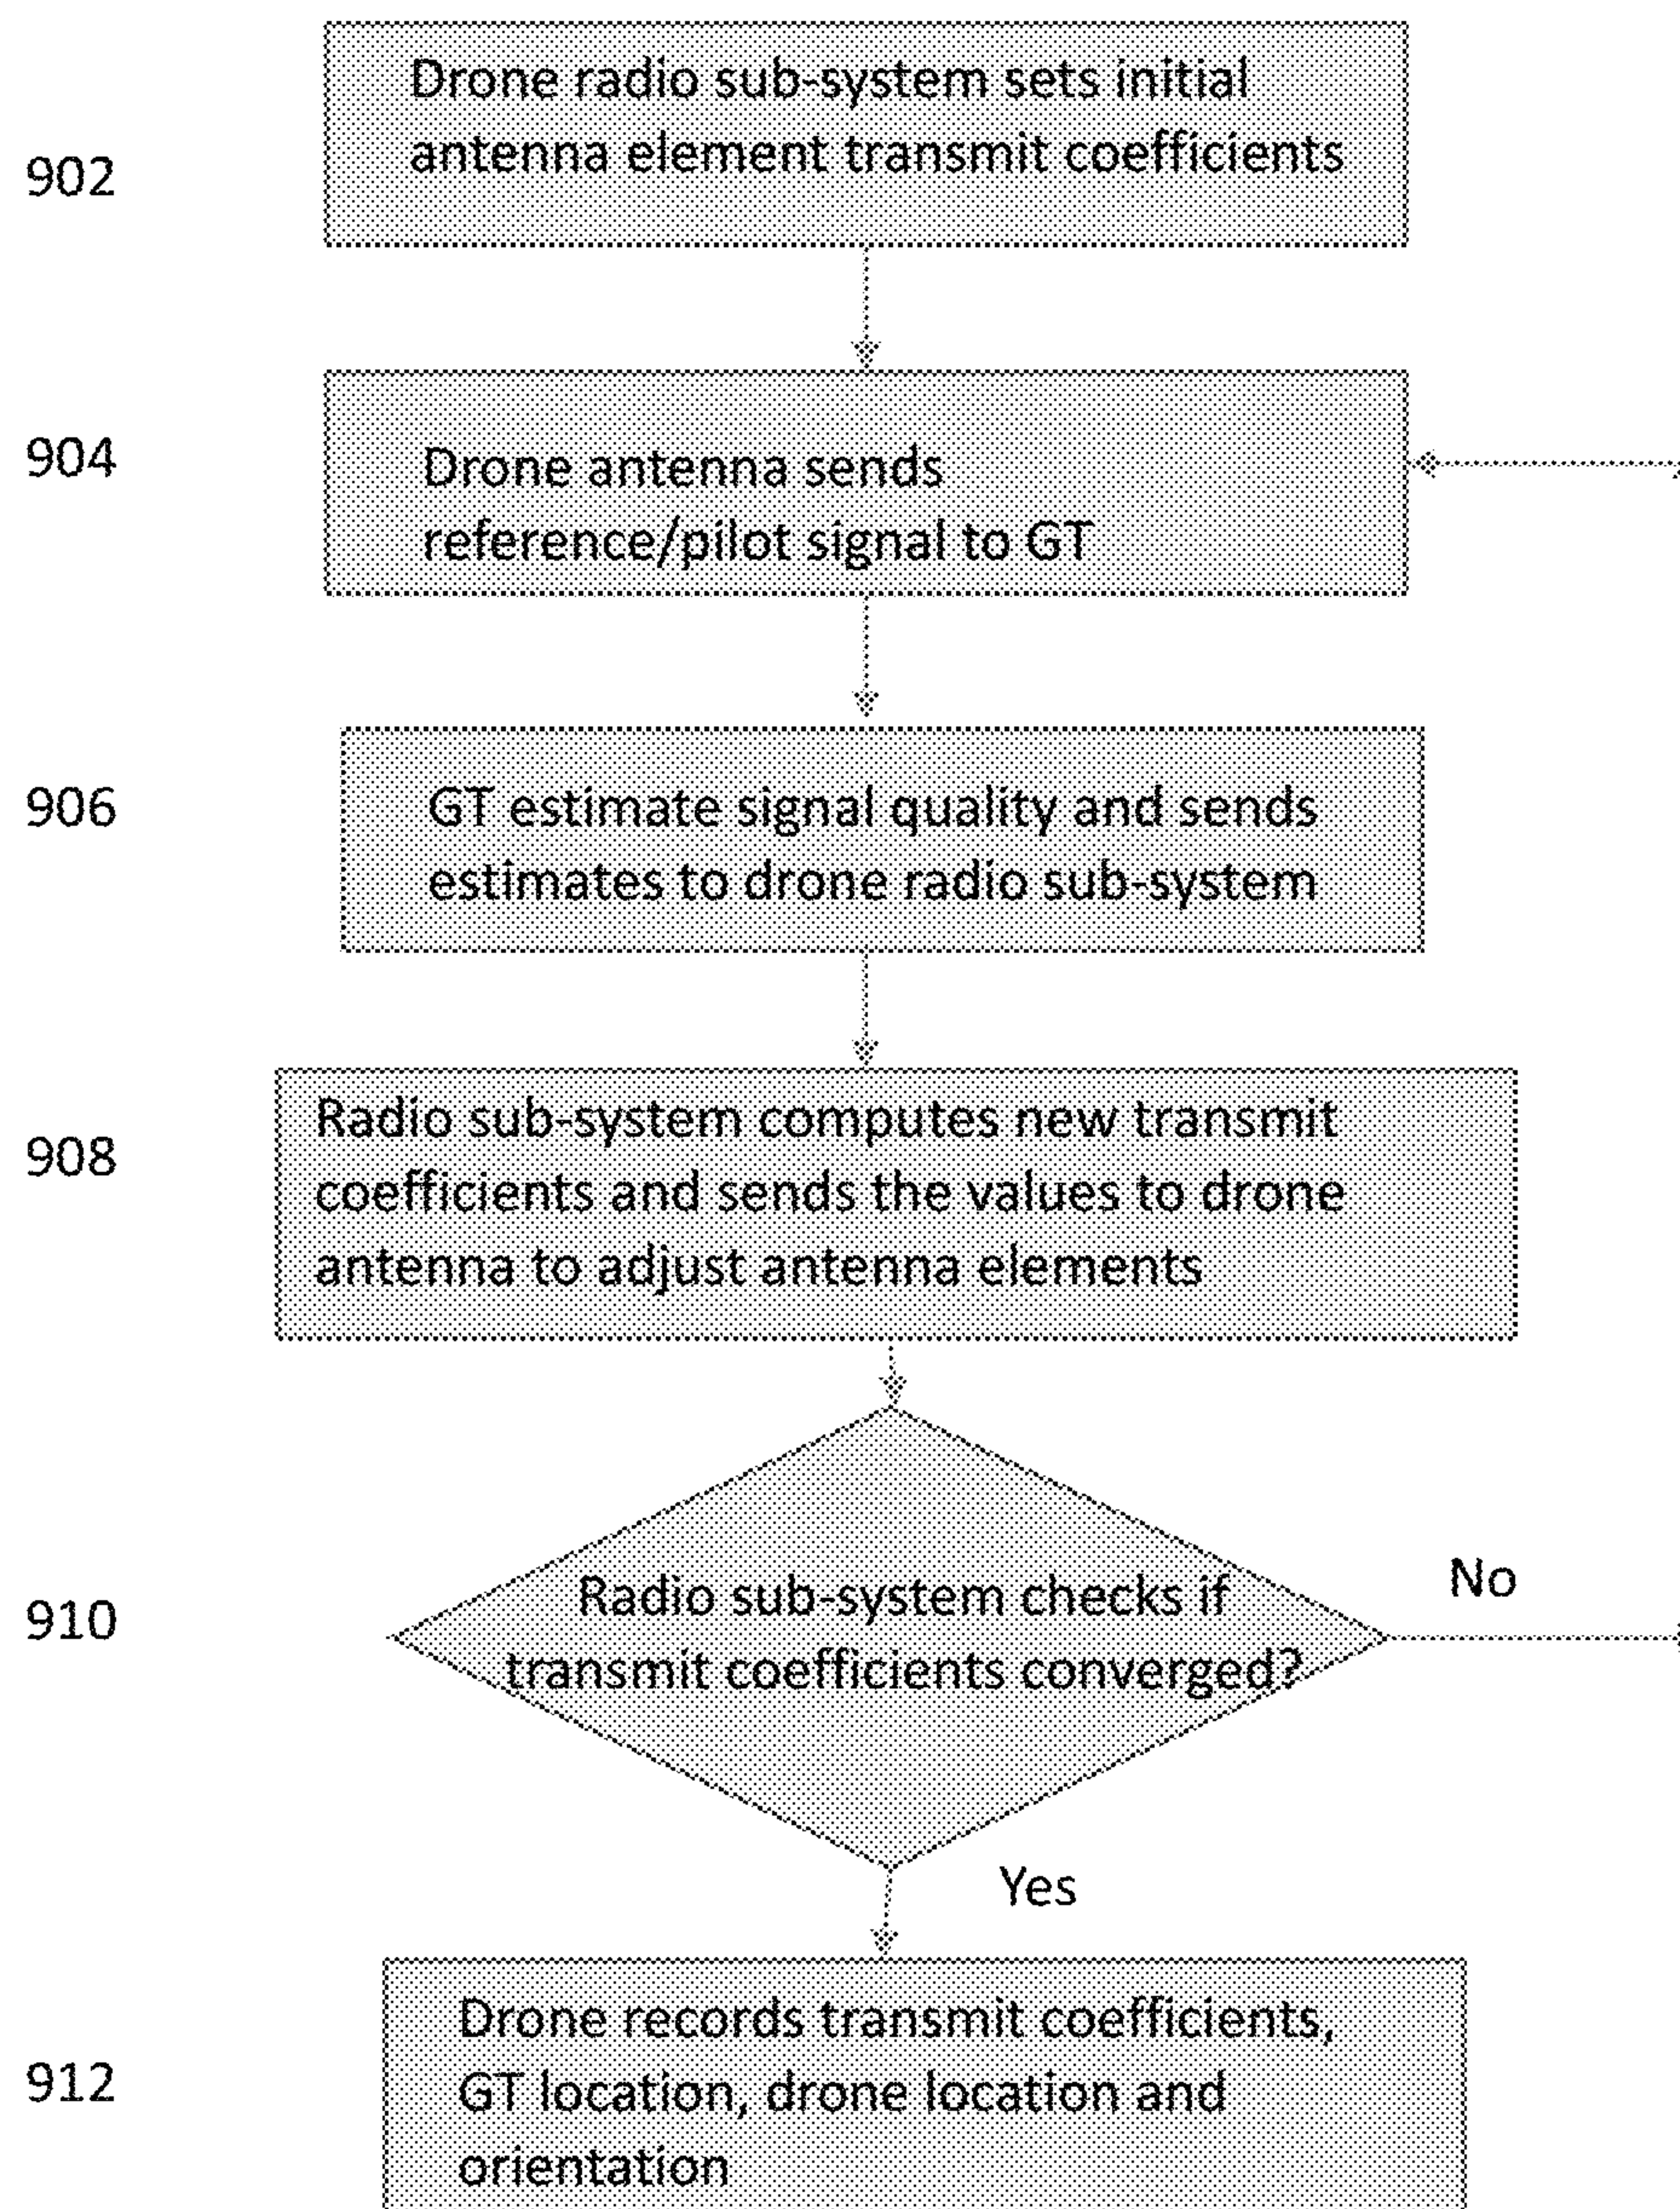 902
Drone radio sub-system sets initial
antenna element transmit coefficients
904
Drone antenna sends
reference/pilot signal to GT
906
GT estimate signal quality and sends
estimates to drone radio sub-system
908
Radio sub-system computes new transmit
coefficients and sends the values to drone
antenna to adjust antenna elements
910
Radio sub-system checks if
transmit coefficients converged?
No
Yes
912
Drone records transmit coefficients,
GT location, drone location and
orientation